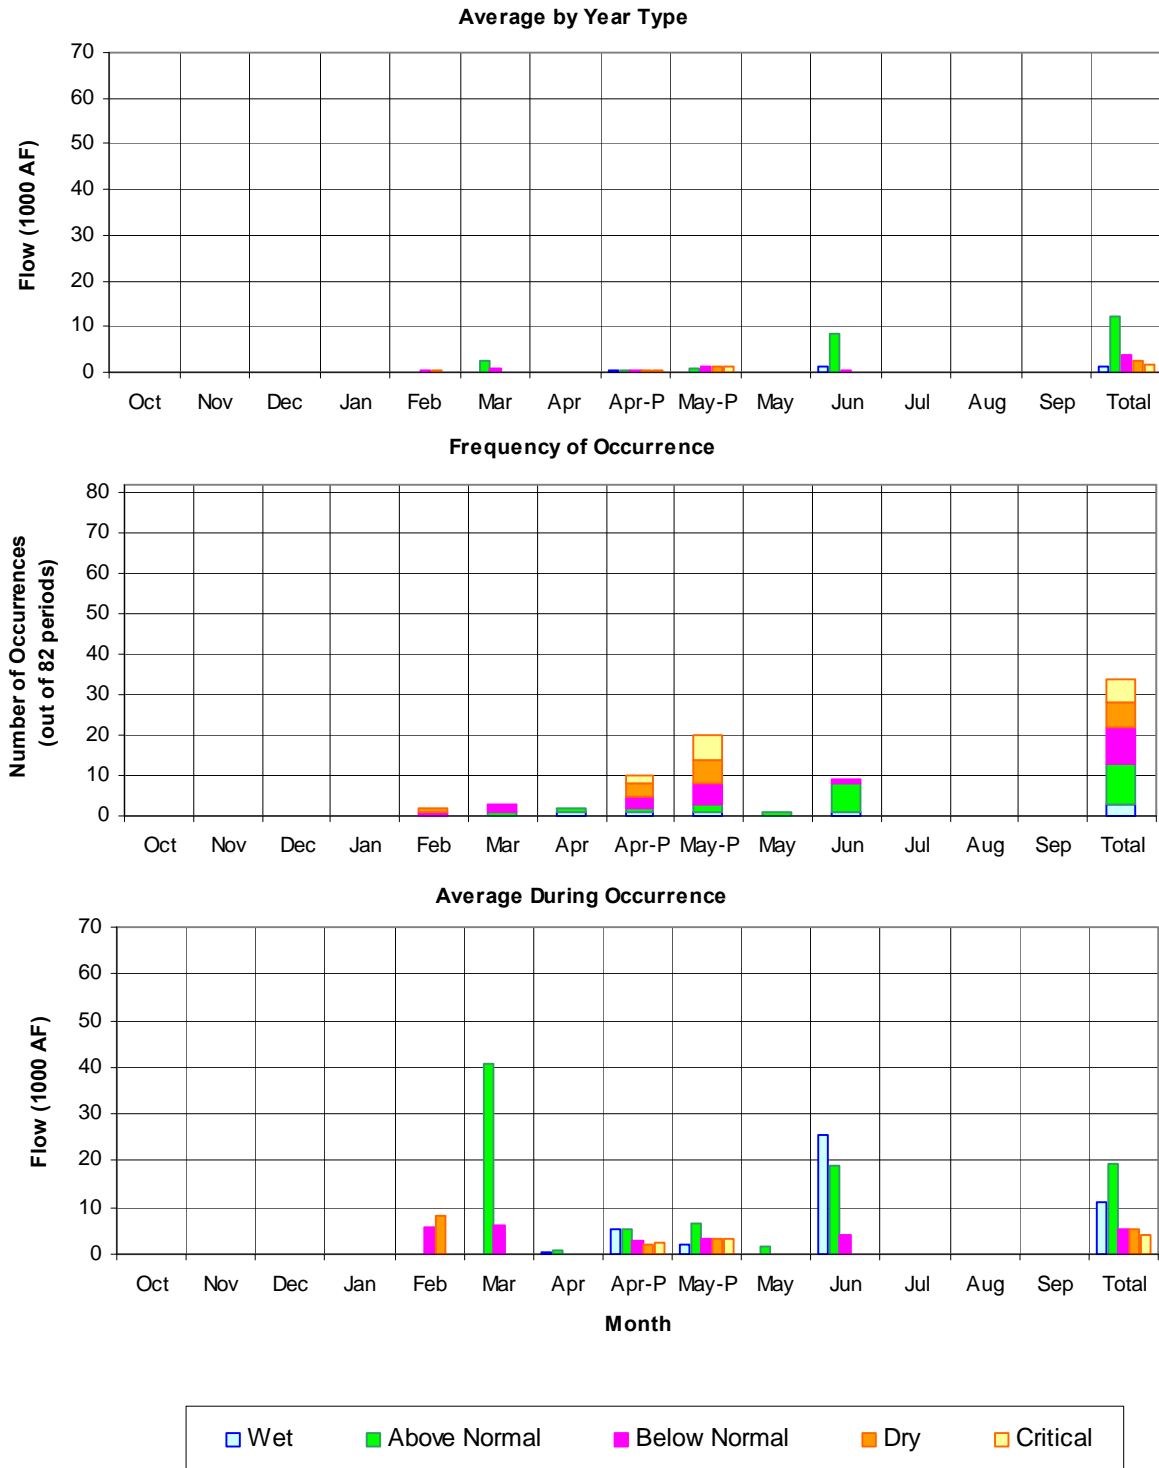 Average by Year Type
70
60
50
40
30
20
10
0
Flow (1000 AF)
Oct Nov Dec Jan Feb Mar Apr Apr-P May-P May Jun Jul Aug Sep Total
Frequency of Occurrence
80
70
60
50
40
30
20
10
0
Number of Occurrences
(out of 82 periods)
Oct Nov Dec Jan Feb Mar Apr Apr-P May-P May Jun Jul Aug Sep Total
Average During Occurrence
70
60
50
40
30
20
10
0
Flow (1000 AF)
Oct Nov Dec Jan Feb Mar Apr Apr-P May-P May Jun Jul Aug Sep Total
Month
Wet Above Normal Below Normal Dry Critical